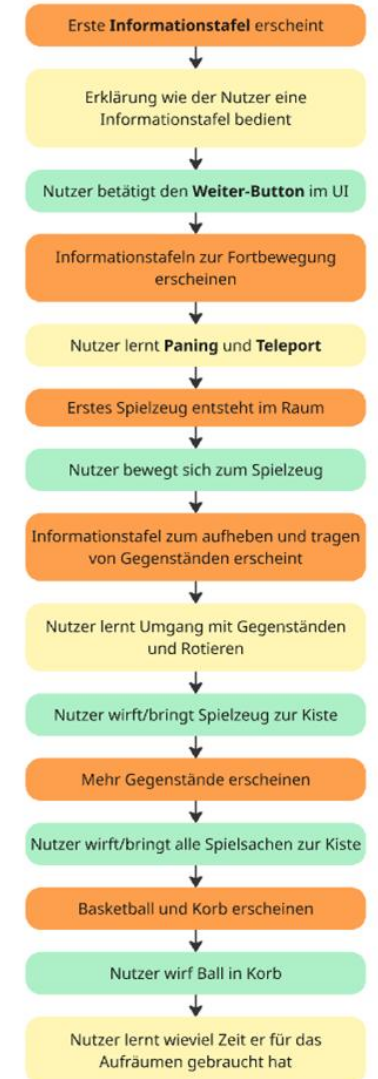 Erste Informationstafel erscheint
Erklärung wie der Nutzer eine
Informationstafel bedient
Nutzer betätigt den Weiter-Button im UI
Informationstafeln zur Fortbewegung
erscheinen
Nutzer lernt Paning und Teleport
Erstes Spielzeug entsteht im Raum
Nutzer bewegt sich zum Spielzeug
Informationstafel zum aufheben und tragen
von Gegenständen erscheint
Nutzer lernt Umgang mit Gegenständen
und Rotieren
Nutzer wirft/bringt Spielzeug zur Kiste
Mehr Gegenstände erscheinen
Nutzer wirft/bringt alle Spielsachen zur Kiste
Basketball und Korb erscheinen
Nutzer wirf Ball in Korb
Nutzer lernt wieviel Zeit er für das
Aufräumen gebraucht hat